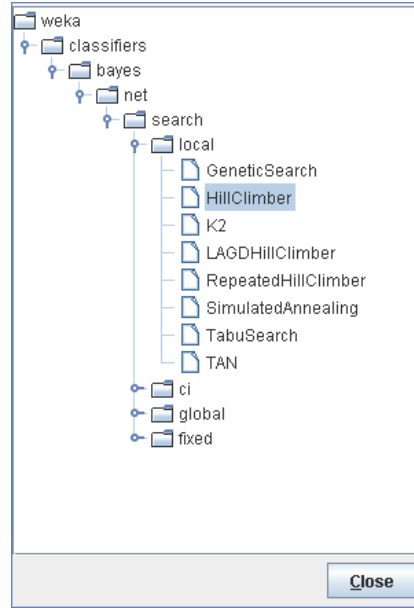 weka
classifiers
bayes
net
search
local
GeneticSearch
HillClimber
K2
LAGDHillClimber
RepeatedHillClimber
SimulatedAnnealing
TabuSearch
TAN
ci
global
fixed
Close